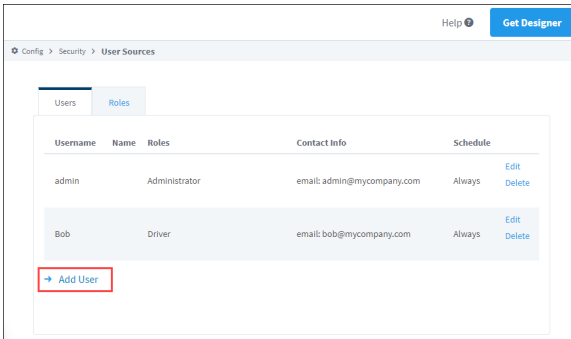 Help
Get Designer
Config > Security > User Sources
Users Roles
Username Name Roles Contact Info Schedule
admin Administrator email: admin@mycompany.com Always Edit
Delete
Bob Driver email: bob@mycompany.com Always Edit
Delete
→ Add User